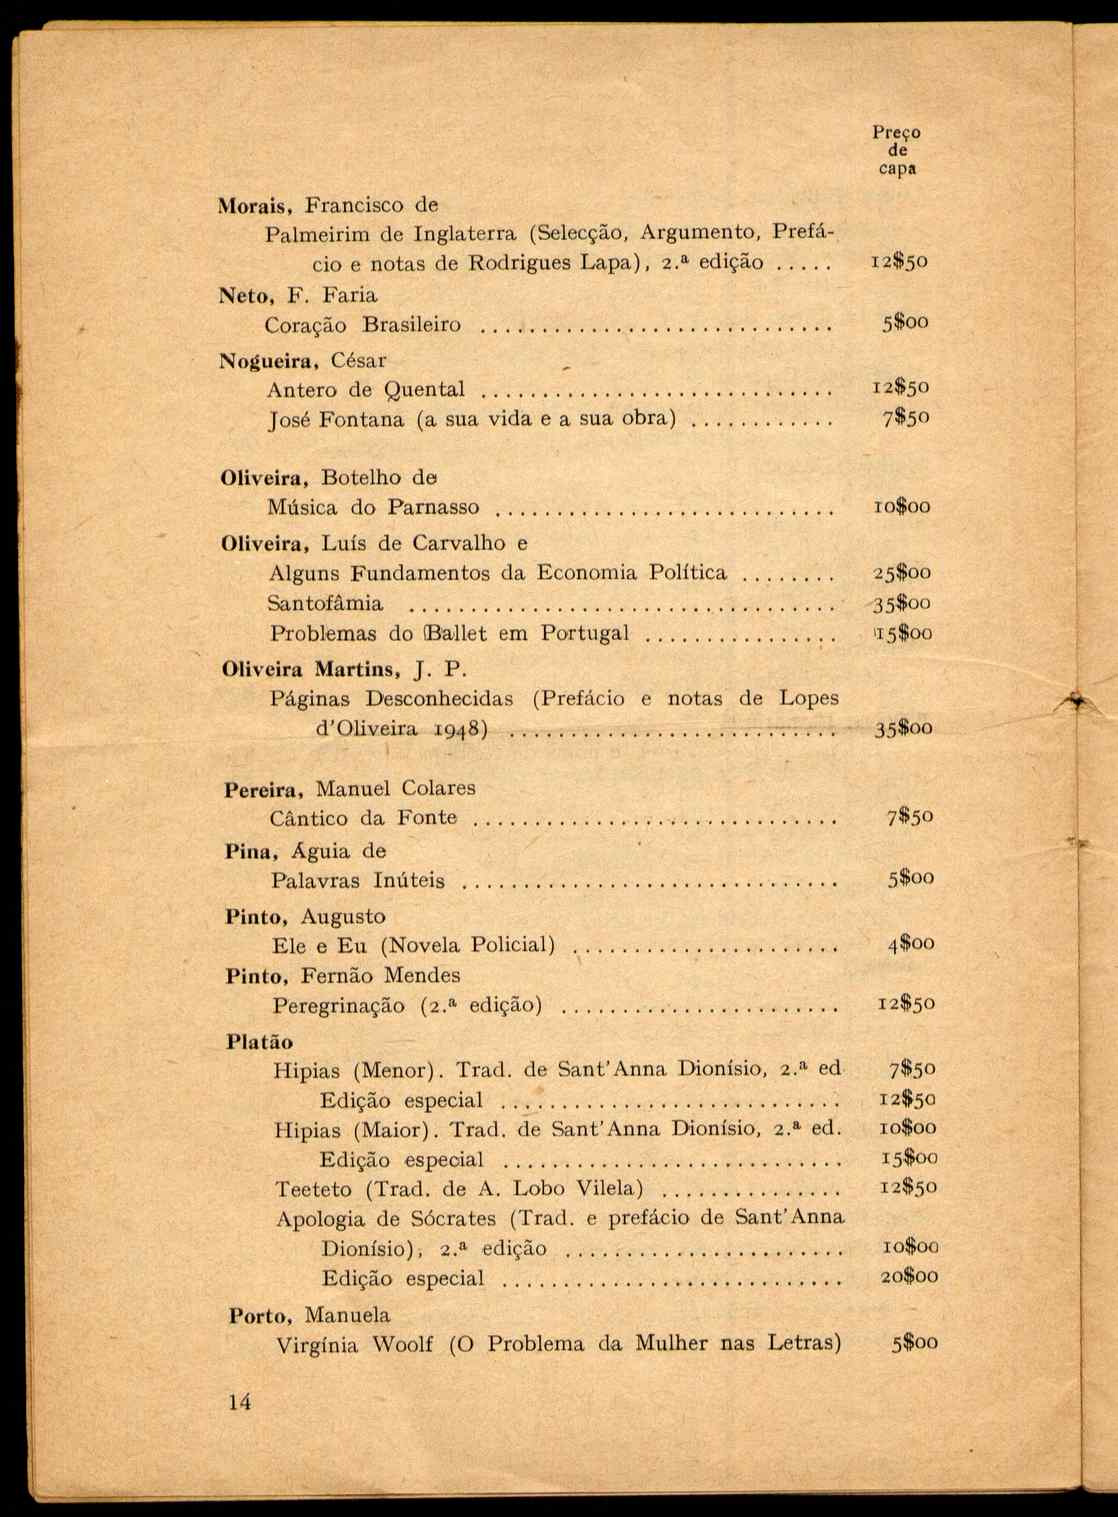 Preço
de
capa
Morais, Francisco de
Palmeirim de Inglaterra (Selecção, Argumento, Prefá-
cio e notas de Rodrigues Lapa), 2.ª edição ..... 12$50
Neto, F. Faria
Coração Brasileiro ............................. 5$00
Nogueira, César
Antero de Quental ............................. 12$50
José Fontana (a sua vida e a sua obra) ............ 7$50
Oliveira, Botelho de
Música do Parnasso ............................ 10$00
Oliveira, Luís de Carvalho e
Alguns Fundamentos da Economia Política ........ 25$00
Santofâmia ................................... 35$00
Problemas do Ballet em Portugal ................ 15$00
Oliveira Martins, J. P.
Páginas Desconhecidas (Prefácio e notas de Lopes
d'Oliveira 1948) ........................... 35$00
Pereira, Manuel Colares
Cântico da Fonte .............................. 7$50
Pina, Águia de
Palavras Inúteis ............................... 5$00
Pinto, Augusto
Ele e Eu (Novela Policial) ...................... 4$00
Pinto, Fernão Mendes
Peregrinação (2.ª edição) ....................... 12$50
Platão
Hipias (Menor). Trad. de Sant'Anna Dionísio, 2.ª ed 7$50
Edição especial ............................ 12$50
Hipias (Maior). Trad. de Sant'Anna Dionísio, 2.ª ed. 10$00
Edição especial ............................ 15$00
Teeteto (Trad. de A. Lobo Vilela) ............... 12$50
Apologia de Sócrates (Trad. e prefácio de Sant'Anna
Dionísio), 2.ª edição ....................... 10$00
Edição especial ............................ 20$00
Porto, Manuela
Virgínia Woolf (O Problema da Mulher nas Letras) 5$00
14